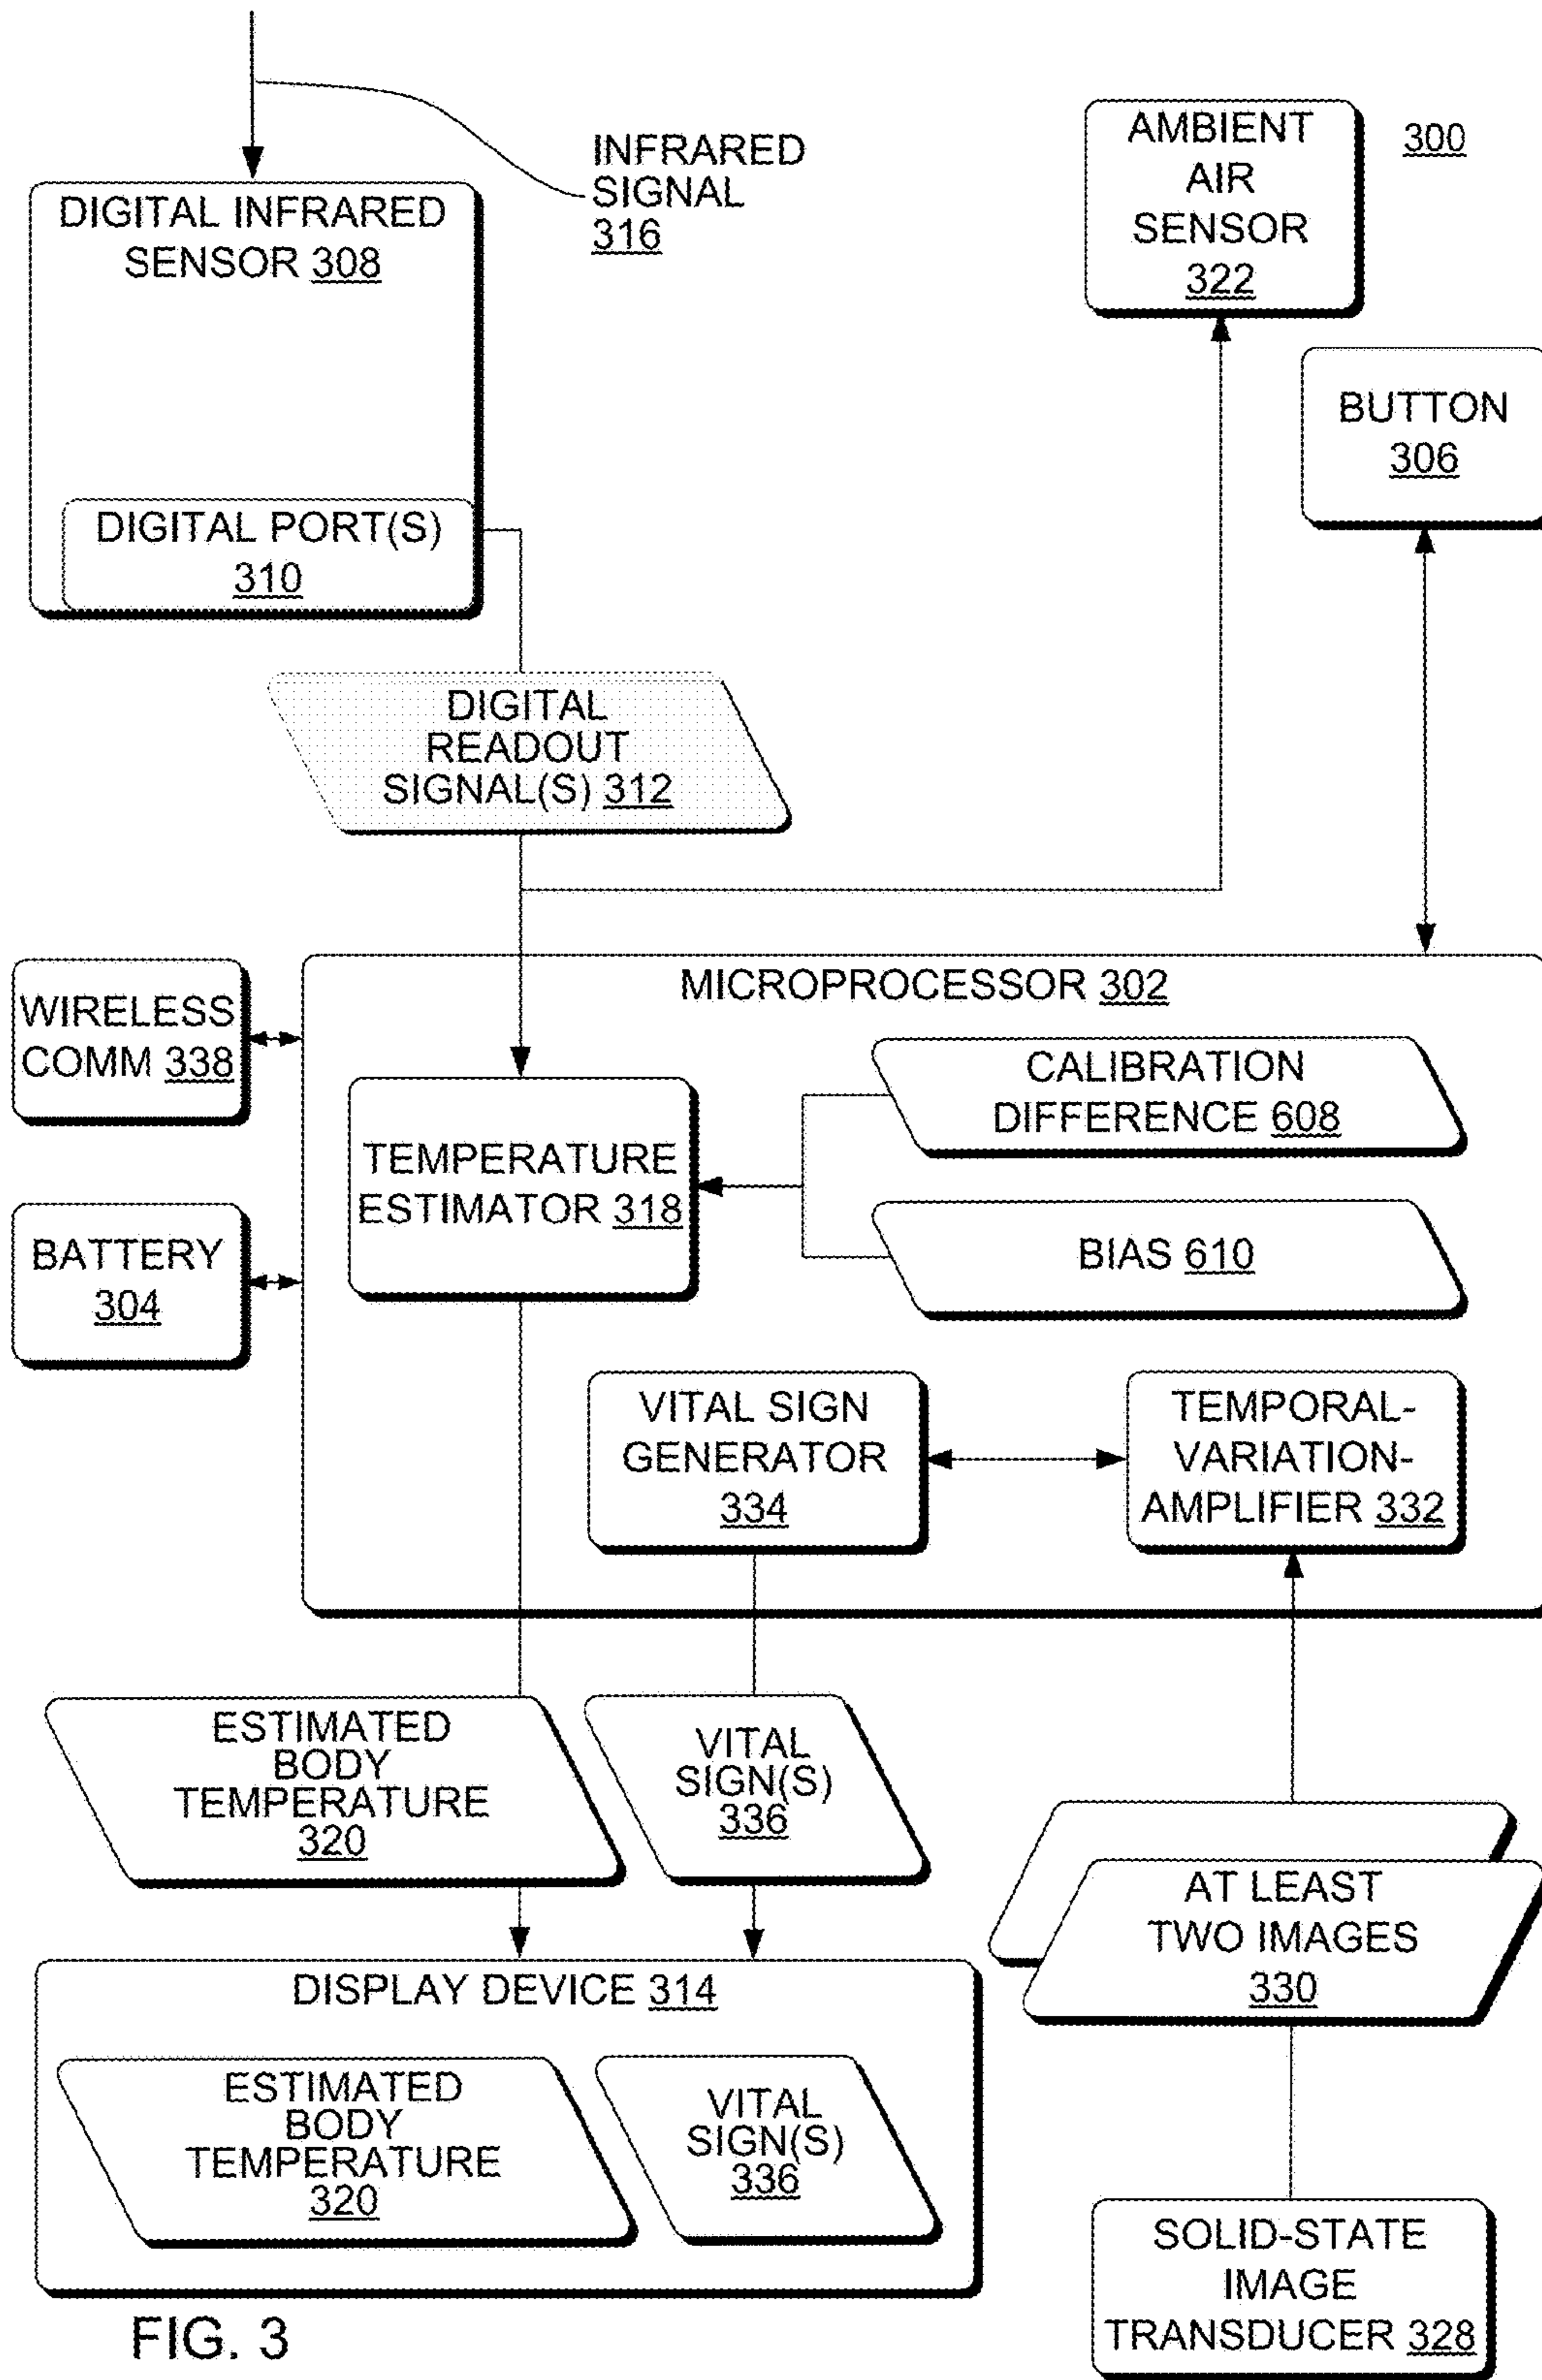 INFRARED
SIGNAL
316
AMBIENT
AIR
SENSOR
322
300
DIGITAL INFRARED
SENSOR 308
BUTTON
306
DIGITAL PORT(S)
310
DIGITAL
READOUT
SIGNAL(S) 312
MICROPROCESSOR 302
WIRELESS
COMM 338
CALIBRATION
DIFFERENCE 608
TEMPERATURE
ESTIMATOR 318
BATTERY
304
BIAS 610
VITAL SIGN
GENERATOR
334
TEMPORAL-
VARIATION-
AMPLIFIER 332
ESTIMATED
BODY
TEMPERATURE
320
VITAL
SIGN(S)
336
AT LEAST
TWO IMAGES
330
DISPLAY DEVICE 314
ESTIMATED
BODY
TEMPERATURE
320
VITAL
SIGN(S)
336
SOLID-STATE
IMAGE
TRANSDUCER 328
FIG. 3